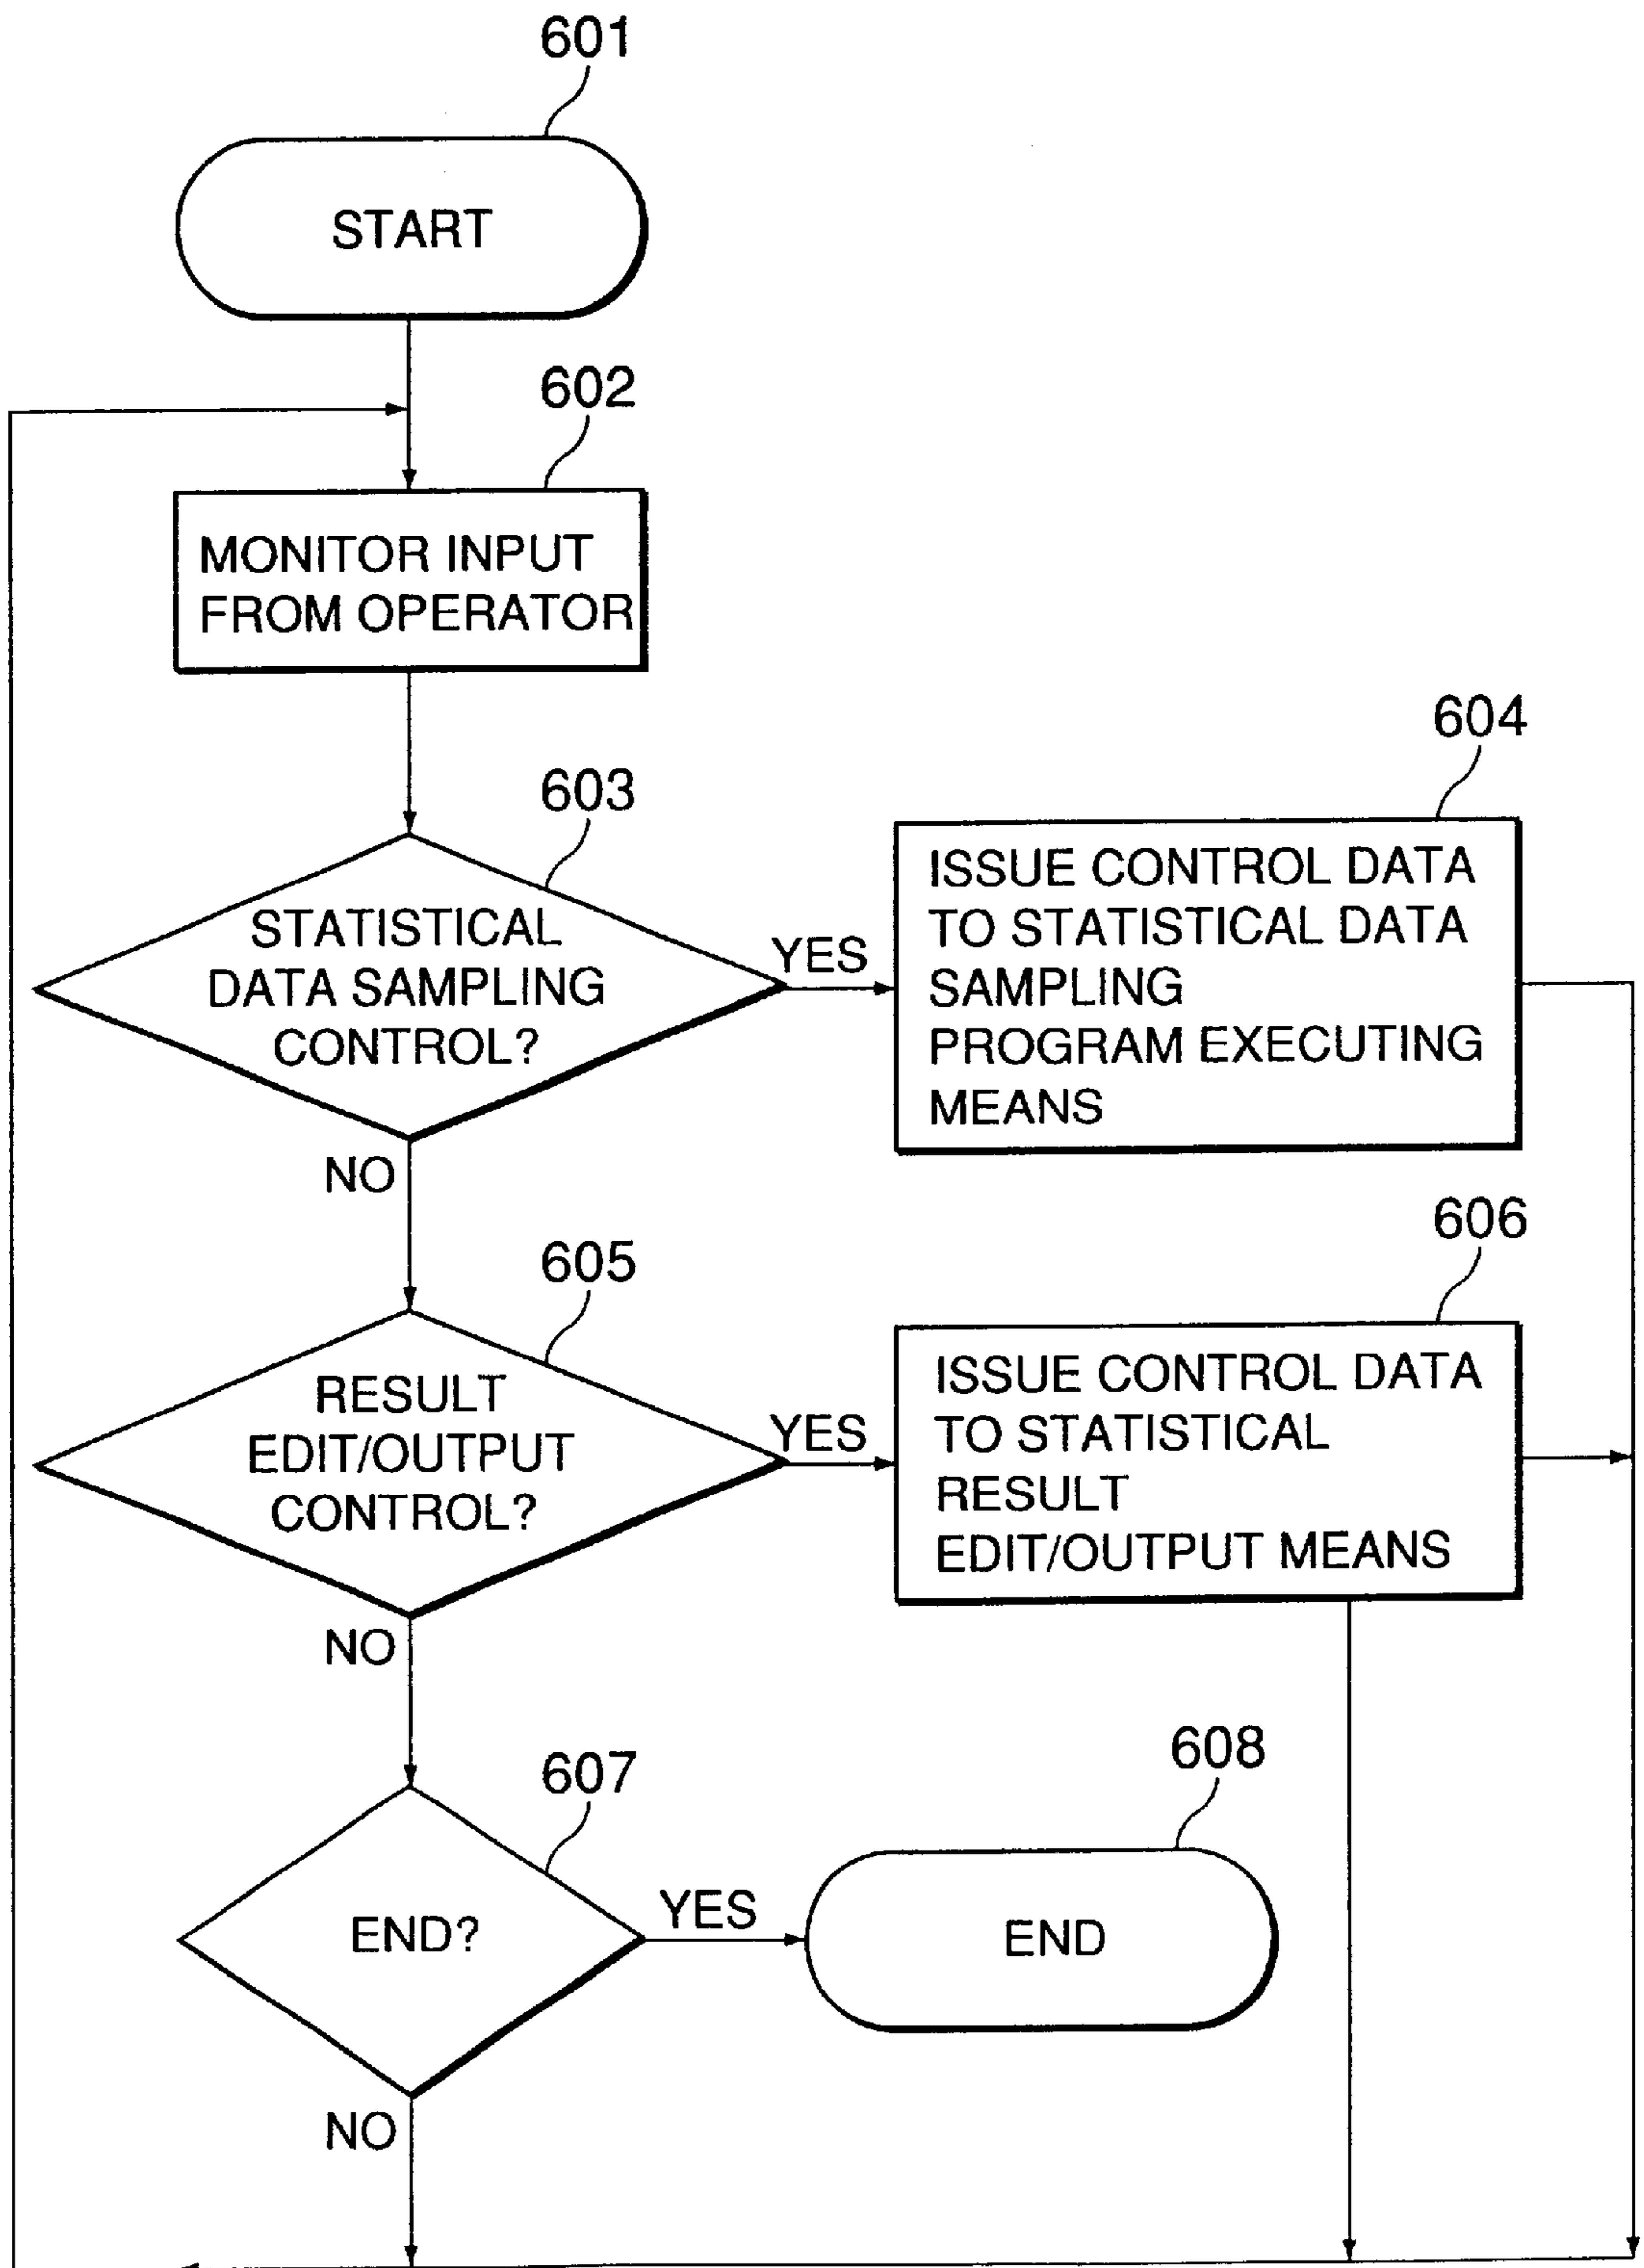 601
START
602
MONITOR INPUT
FROM OPERATOR
603
STATISTICAL
DATA SAMPLING
CONTROL?
YES
NO
604
ISSUE CONTROL DATA
TO STATISTICAL DATA
SAMPLING
PROGRAM EXECUTING
MEANS
605
RESULT
EDIT/OUTPUT
CONTROL?
YES
NO
606
ISSUE CONTROL DATA
TO STATISTICAL
RESULT
EDIT/OUTPUT MEANS
607
END?
YES
NO
608
END